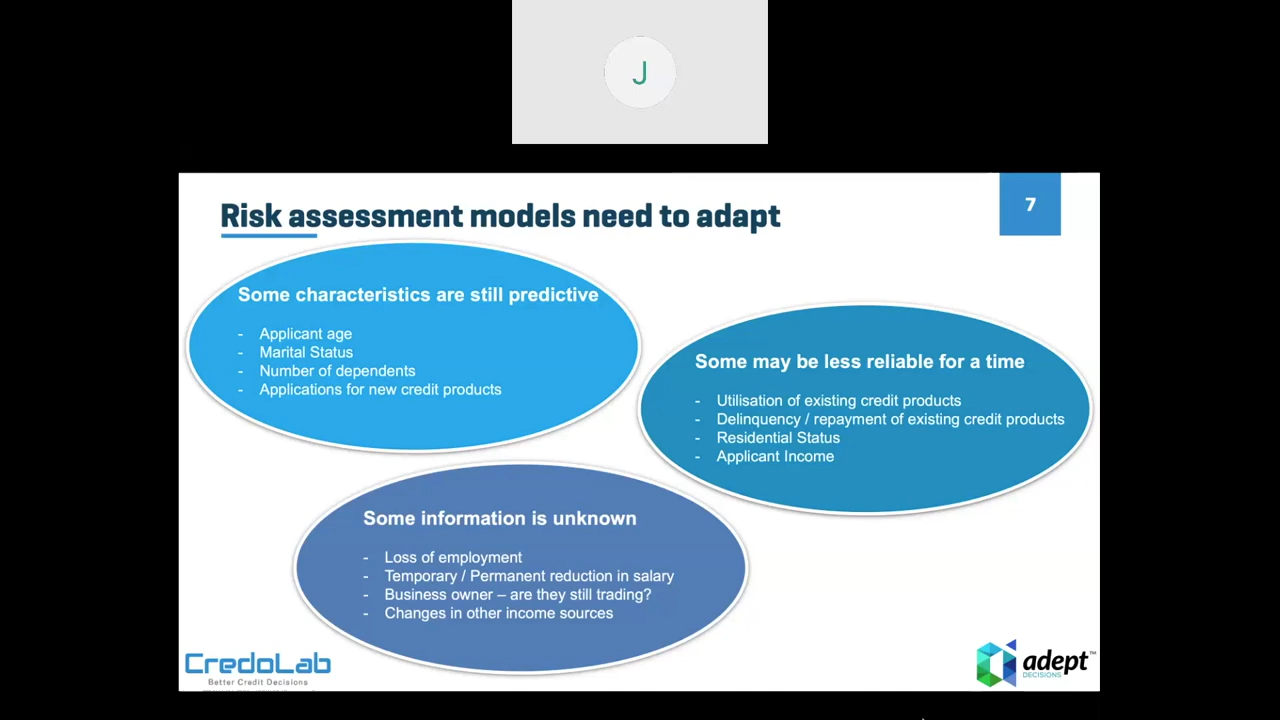 J
Risk assessment models need to adapt
7
Some characteristics are still predictive
- Applicant age
- Marital Status
- Number of dependents
- Applications for new credit products
Some may be less reliable for a time
- Utilisation of existing credit products
- Delinquency / repayment of existing credit products
- Residential Status
- Applicant Income
Some information is unknown
- Loss of employment
- Temporary / Permanent reduction in salary
- Business owner – are they still trading?
- Changes in other income sources
CredoLab
Better Credit Decisions
adept™
DECISIONS